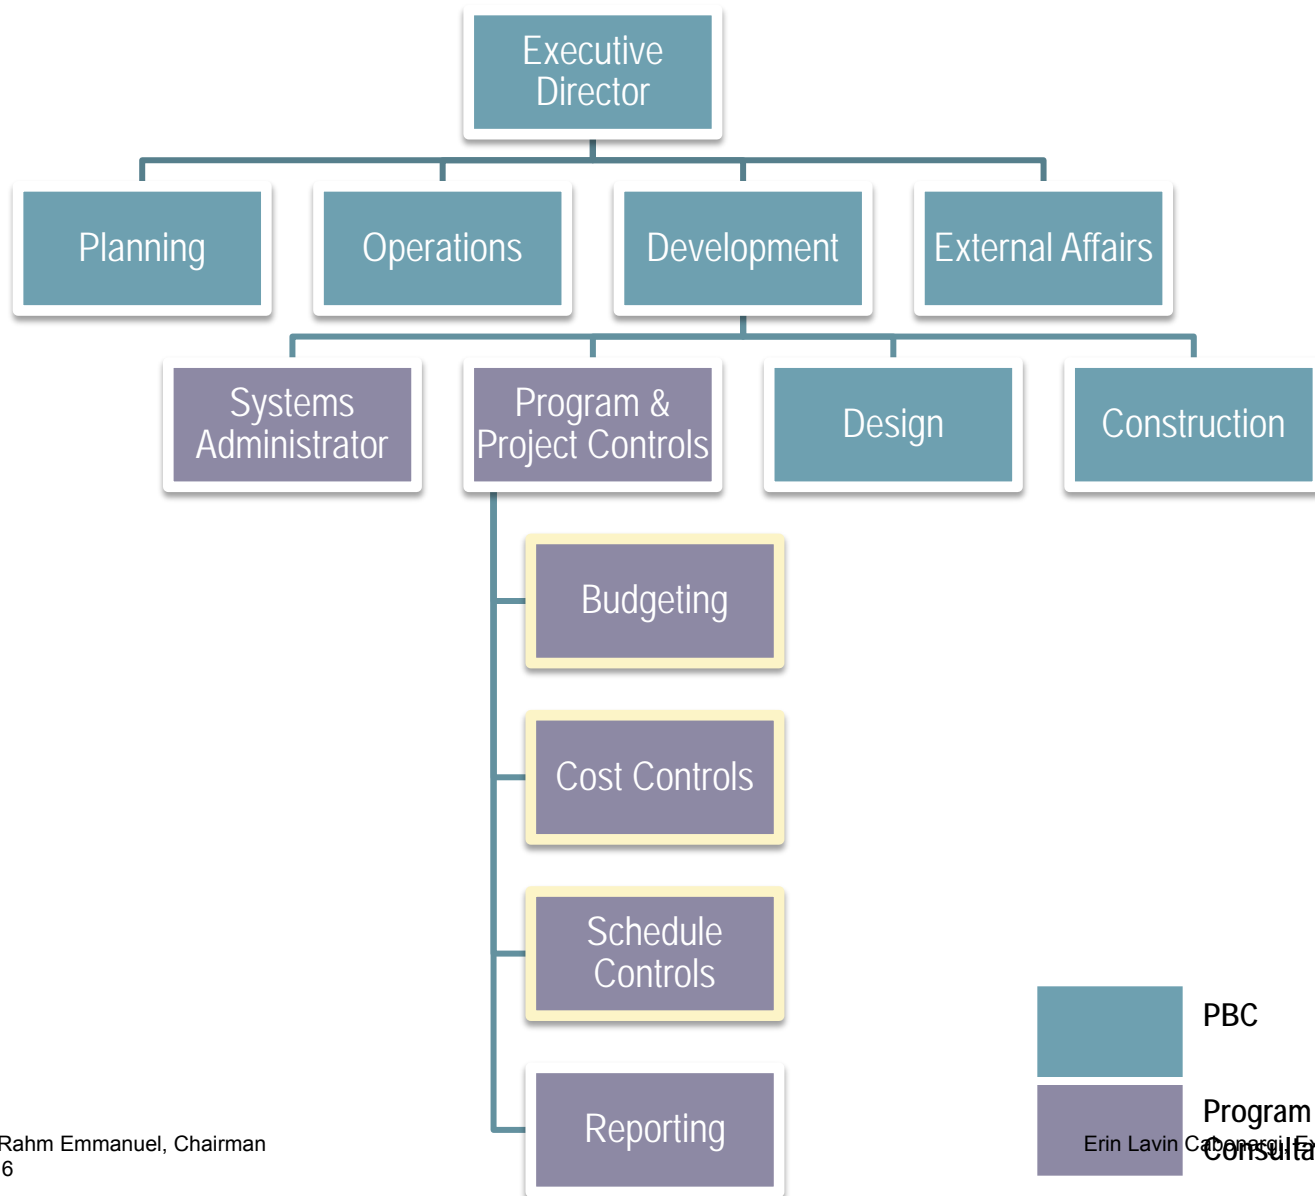 Executive
Director
Planning
Operations
Development
External Affairs
Systems
Administrator
Program &
Project Controls
Design
Construction
Budgeting
Cost Controls
Schedule
Controls
Reporting
PBC
Program
Rahm Emmanuel, Chairman
Erin Lavin
6